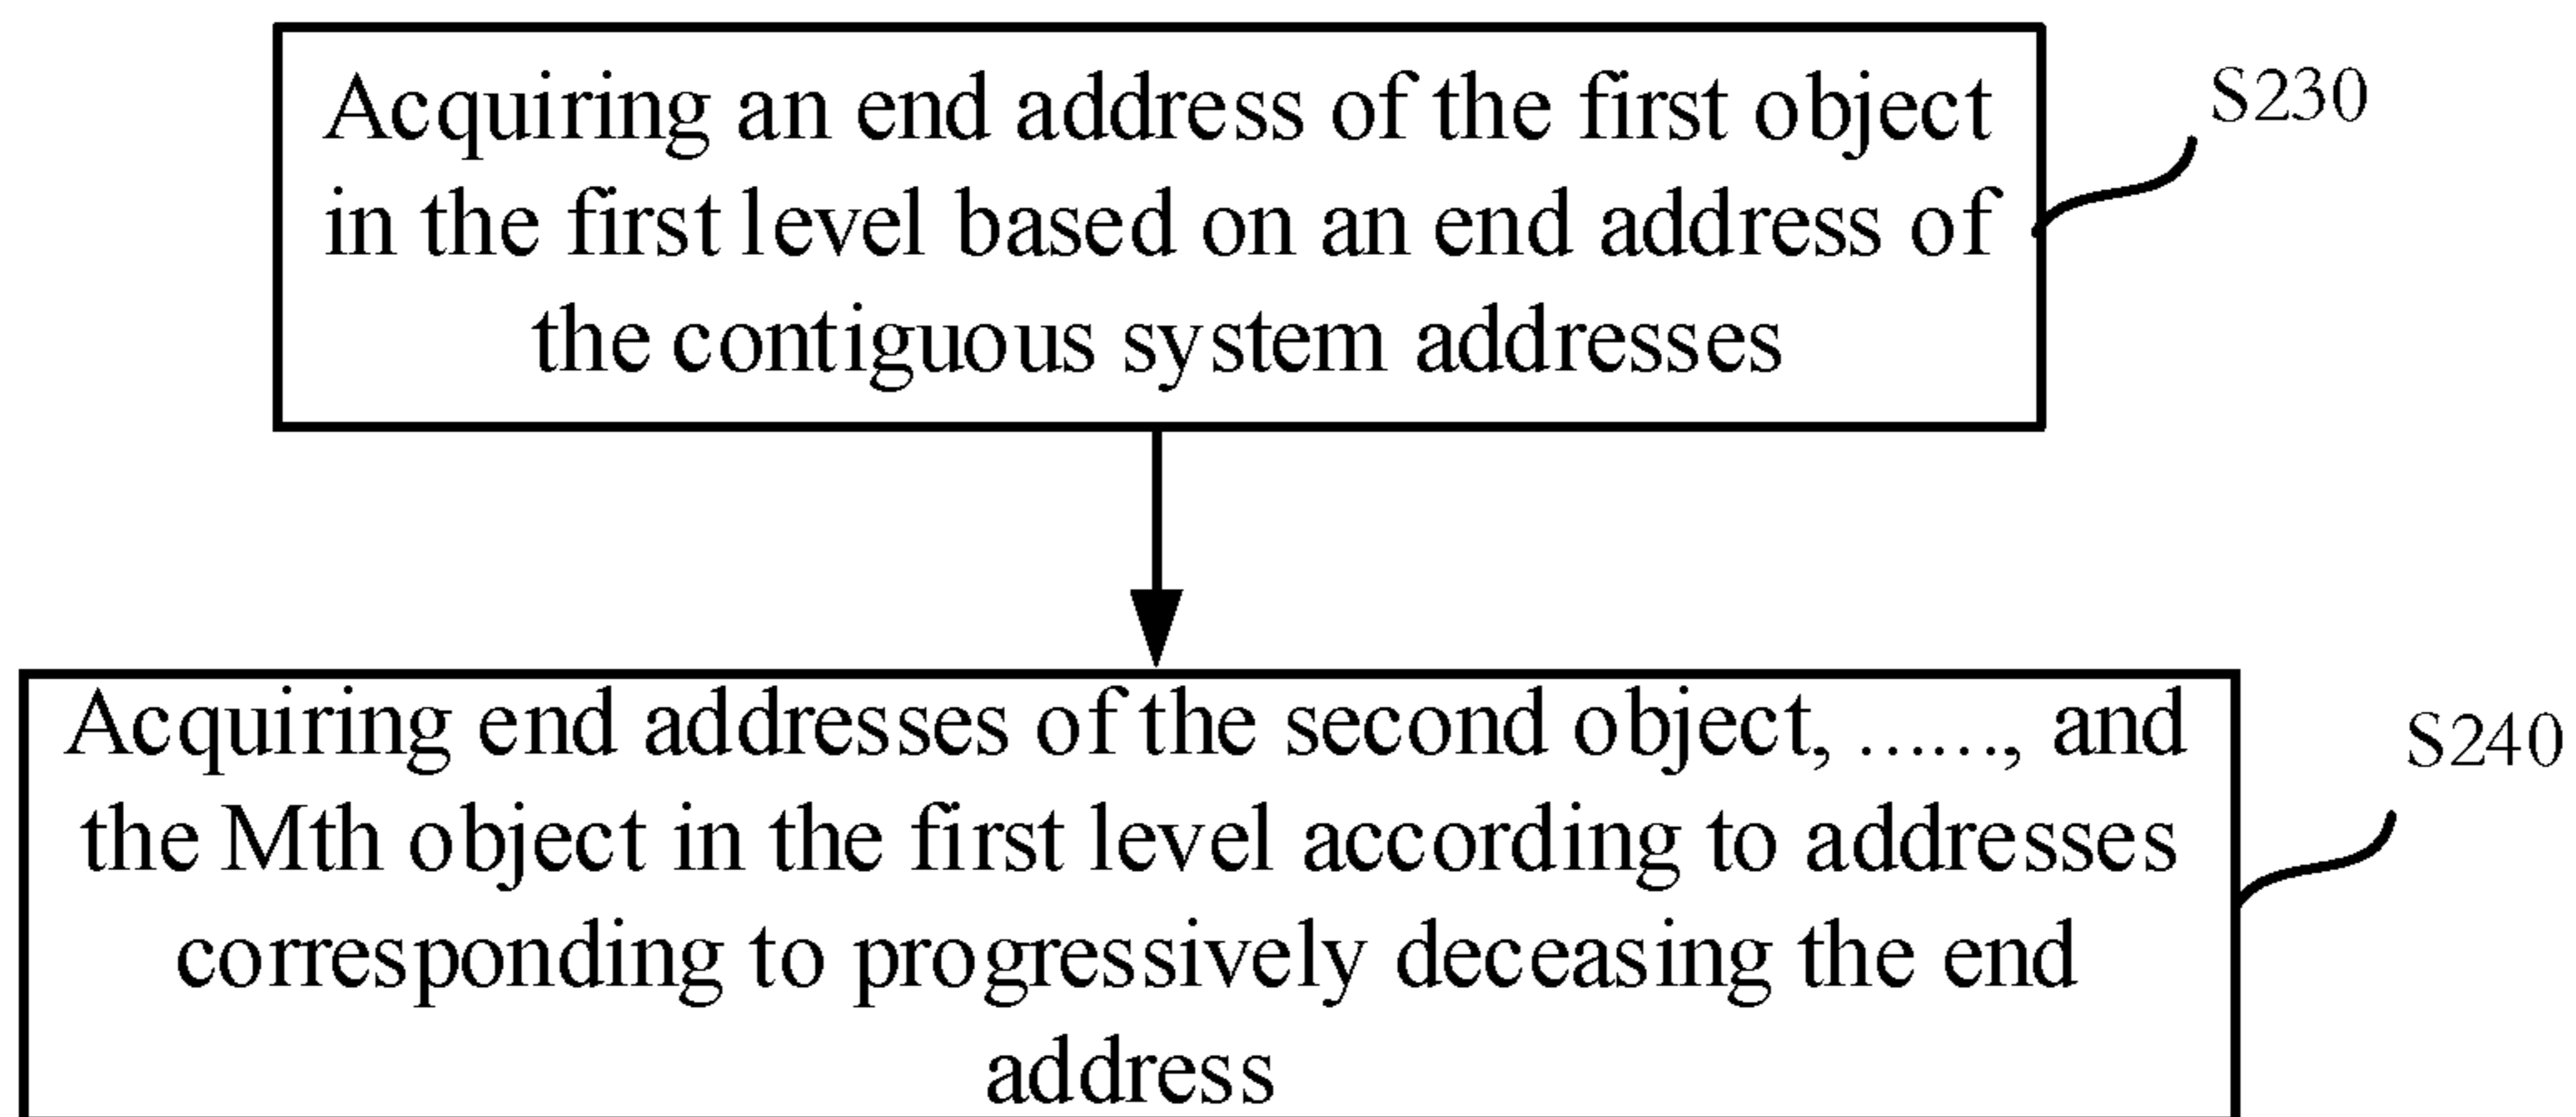 Acquiring an end address of the first object
in the first level based on an end address of
the contiguous system addresses
S230
Acquiring end addresses of the second object, ......, and
the Mth object in the first level according to addresses
corresponding to progressively deceasing the end
address
S240